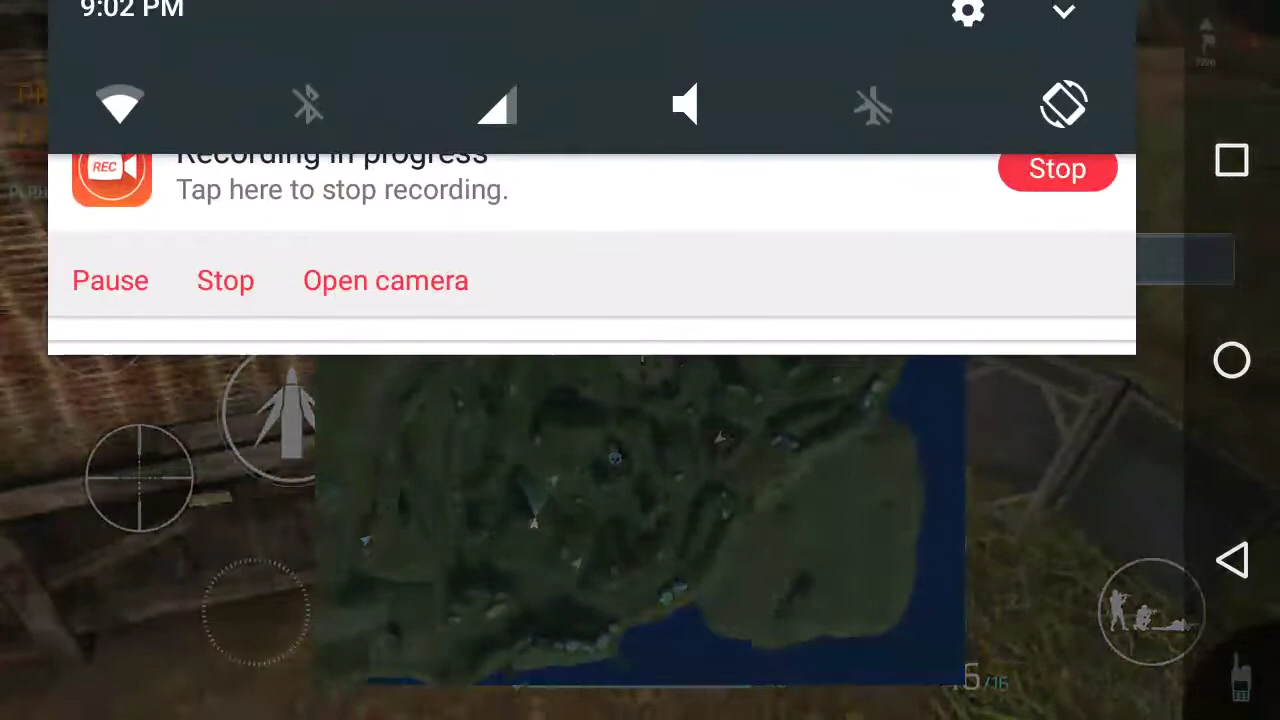 9:02 PM
REC
Recording in progress
Tap here to stop recording.
Stop
Pause
Stop
Open camera
/16